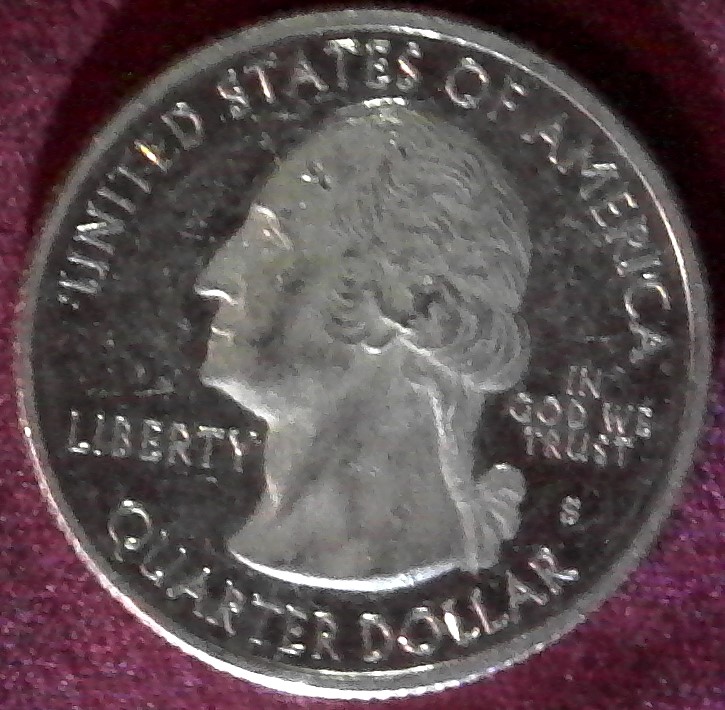 UNITED STATES OF AMERICA
LIBERTY
IN
GOD WE
TRUST
S
QUARTER DOLLAR